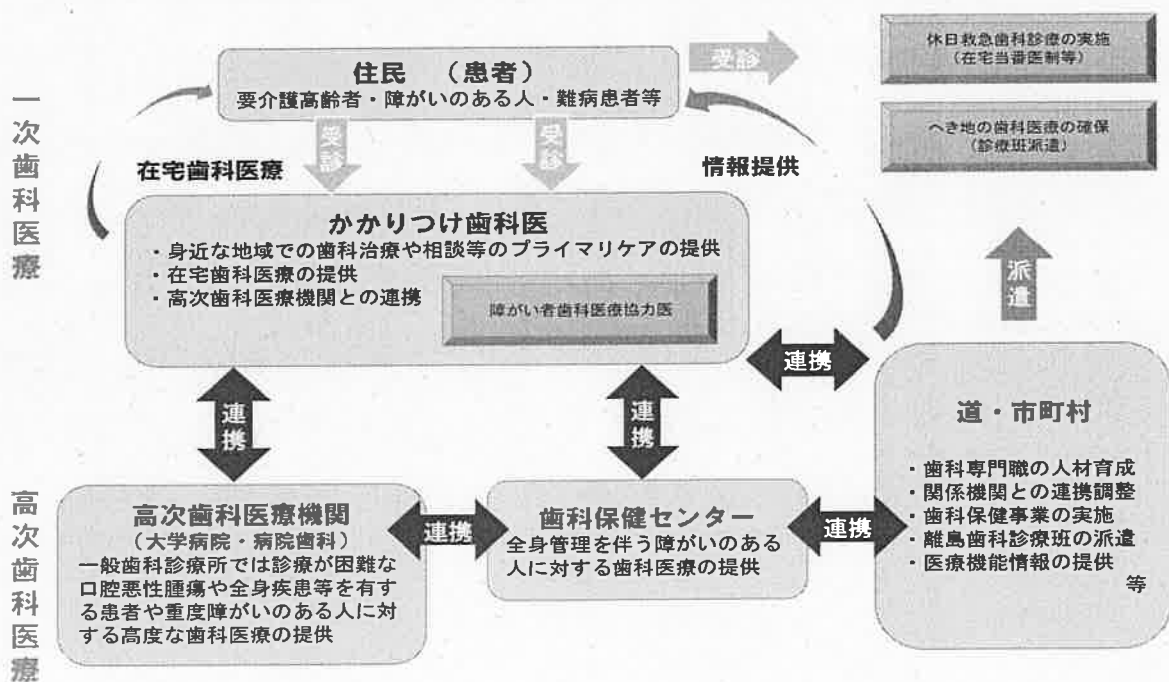 一次歯科医療
住民 （患者）
要介護高齢者・障がいのある人・難病患者等
受診
休日救急歯科診療の実施
（在宅当番医制等）
へき地の歯科医療の確保
（診療班派遣）
受診
受診
在宅歯科医療
情報提供
かかりつけ歯科医
・身近な地域での歯科治療や相談等のプライマリケアの提供
・在宅歯科医療の提供
・高次歯科医療機関との連携
障がい者歯科医療協力医
派遣
連携
連携
連携
道・市町村
・歯科専門職の人材育成
・関係機関との連携調整
・歯科保健事業の実施
・離島歯科診療班の派遣
・医療機能情報の提供
等
高次歯科医療
高次歯科医療機関
（大学病院・病院歯科）
一般歯科診療所では診療が困難な
口腔悪性腫瘍や全身疾患等を有す
る患者や重度障がいのある人に対
する高度な歯科医療の提供
連携
歯科保健センター
全身管理を伴う障がいのある
人に対する歯科医療の提供
連携